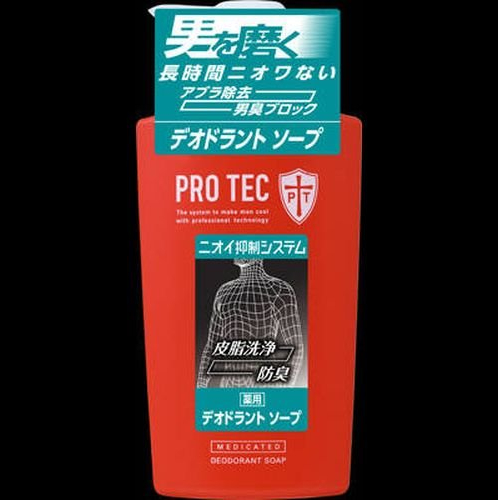 男を磨く
長時間ニオワない
アブラ除去
男臭ブロック
デオドラント ソープ
PRO TEC
PT
The system to make men cool
with professional technology
ニオイ抑制システム
皮脂洗浄
防臭
薬用
デオドラント ソープ
MEDICATED
DEODORANT SOAP